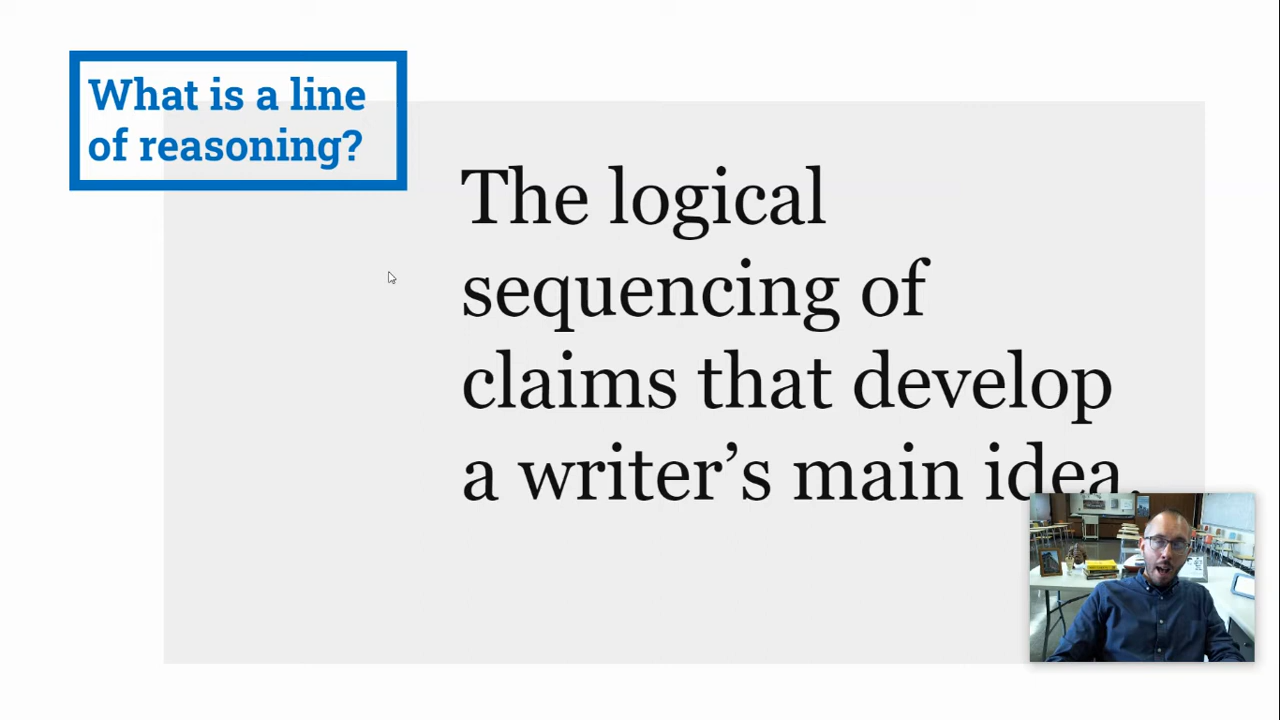 What is a line
of reasoning?
The logical
sequencing of
claims that develop
a writer’s main idea.